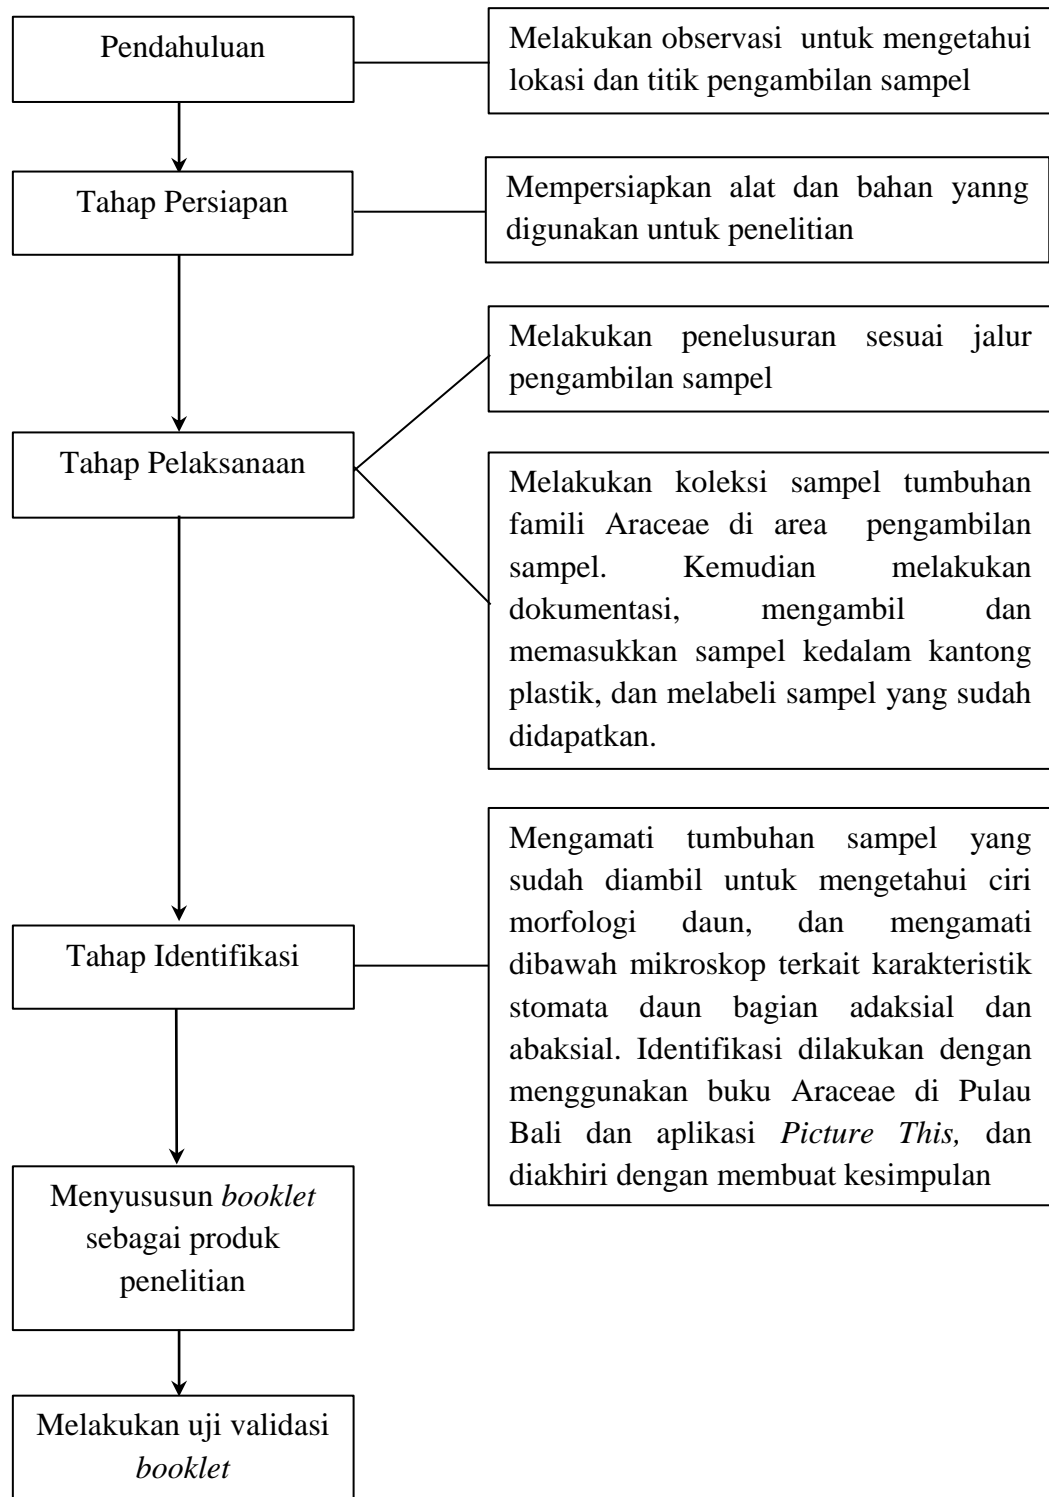 Pendahuluan
Melakukan observasi untuk mengetahui
lokasi dan titik pengambilan sampel
Tahap Persiapan
Mempersiapkan alat dan bahan yanng
digunakan untuk penelitian
Tahap Pelaksanaan
Melakukan penelusuran sesuai jalur
pengambilan sampel
Melakukan koleksi sampel tumbuhan
famili Araceae di area pengambilan
sampel. Kemudian melakukan
dokumentasi, mengambil dan
memasukkan sampel kedalam kantong
plastik, dan melabeli sampel yang sudah
didapatkan.
Tahap Identifikasi
Mengamati tumbuhan sampel yang
sudah diambil untuk mengetahui ciri
morfologi daun, dan mengamati
dibawah mikroskop terkait karakteristik
stomata daun bagian adaksial dan
abaksial. Identifikasi dilakukan dengan
menggunakan buku Araceae di Pulau
Bali dan aplikasi Picture This, dan
diakhiri dengan membuat kesimpulan
Menyususun booklet
sebagai produk
penelitian
Melakukan uji validasi
booklet